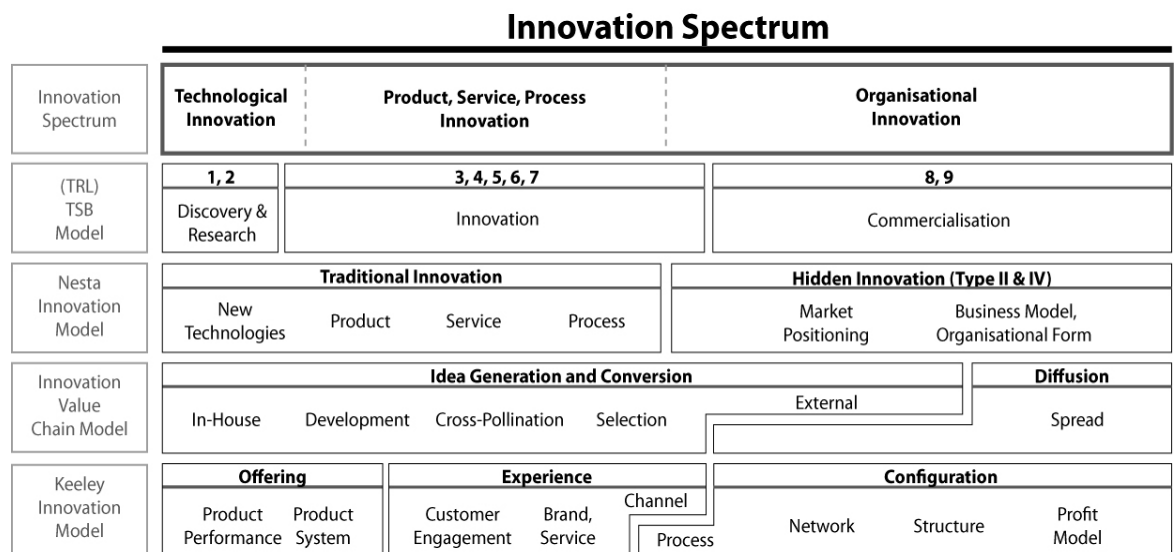 Innovation Spectrum
Innovation
Spectrum
Technological
Innovation
Product, Service, Process
Innovation
Organisational
Innovation
(TRL)
TSB
Model
1, 2
Discovery &
Research
3, 4, 5, 6, 7
Innovation
8, 9
Commercialisation
Nesta
Innovation
Model
Traditional Innovation
New
Technologies
Product
Service
Process
Hidden Innovation (Type II & IV)
Market
Positioning
Business Model,
Organisational Form
Innovation
Value
Chain Model
Idea Generation and Conversion
In-House
Development
Cross-Pollination
Selection
External
Diffusion
Spread
Keeley
Innovation
Model
Offering
Product
Performance
Product
System
Experience
Customer
Engagement
Brand,
Service
Channel
Configuration
Process
Network
Structure
Profit
Model